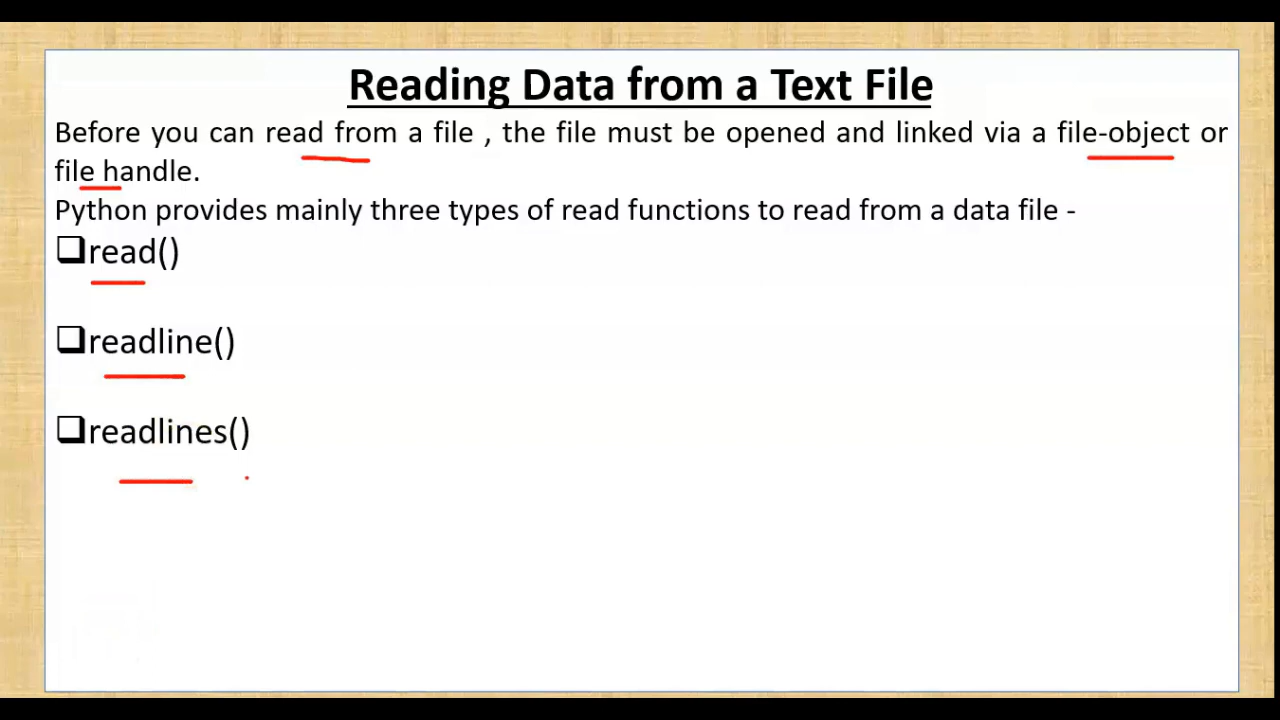 Reading Data from a Text File
Before you can read from a file , the file must be opened and linked via a file-object or
file handle.
Python provides mainly three types of read functions to read from a data file -
❑read()
❑readline()
❑readlines()